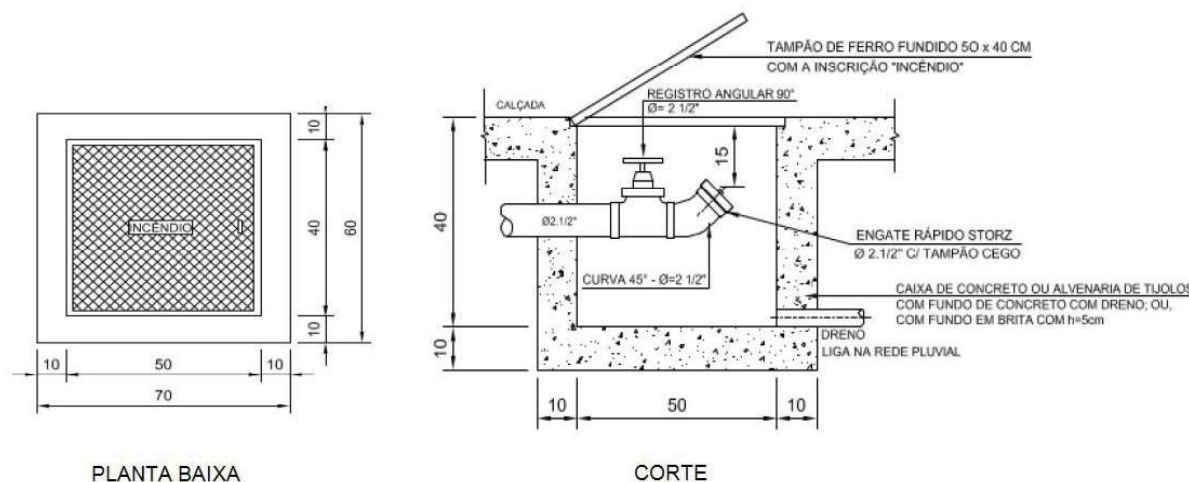 10
40
60
10
INCÊNDIO
10
50
10
70
PLANTA BAIXA
TAMPÃO DE FERRO FUNDIDO 5O x 40 CM
COM A INSCRIÇÃO "INCÊNDIO"
REGISTRO ANGULAR 90°
Ø= 2 1/2"
CALÇADA
15
40
Ø2.1/2"
ENGATE RÁPIDO STORZ
Ø 2.1/2" C/ TAMPÃO CEGO
CURVA 45° - Ø=2 1/2"
CAIXA DE CONCRETO OU ALVENARIA DE TIJOLOS
COM FUNDO DE CONCRETO COM DRENO; OU,
COM FUNDO EM BRITA COM h=5cm
DRENO
LIGA NA REDE PLUVIAL
10
10
50
10
CORTE